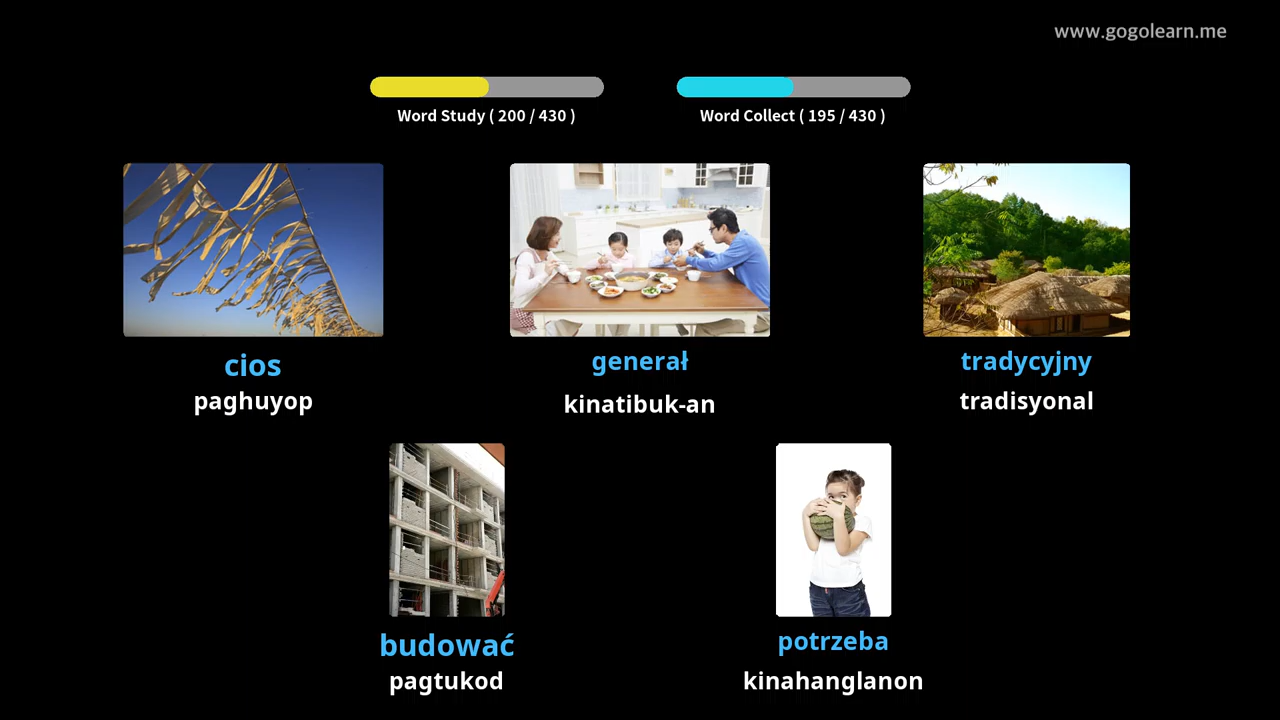 www.gogolearn.me
Word Study ( 200 / 430 )
Word Collect ( 195 / 430 )
cios
paghuyop
generał
kinatibuk-an
tradycyjny
tradisyonal
budować
pagtukod
potrzeba
kinahanglanon